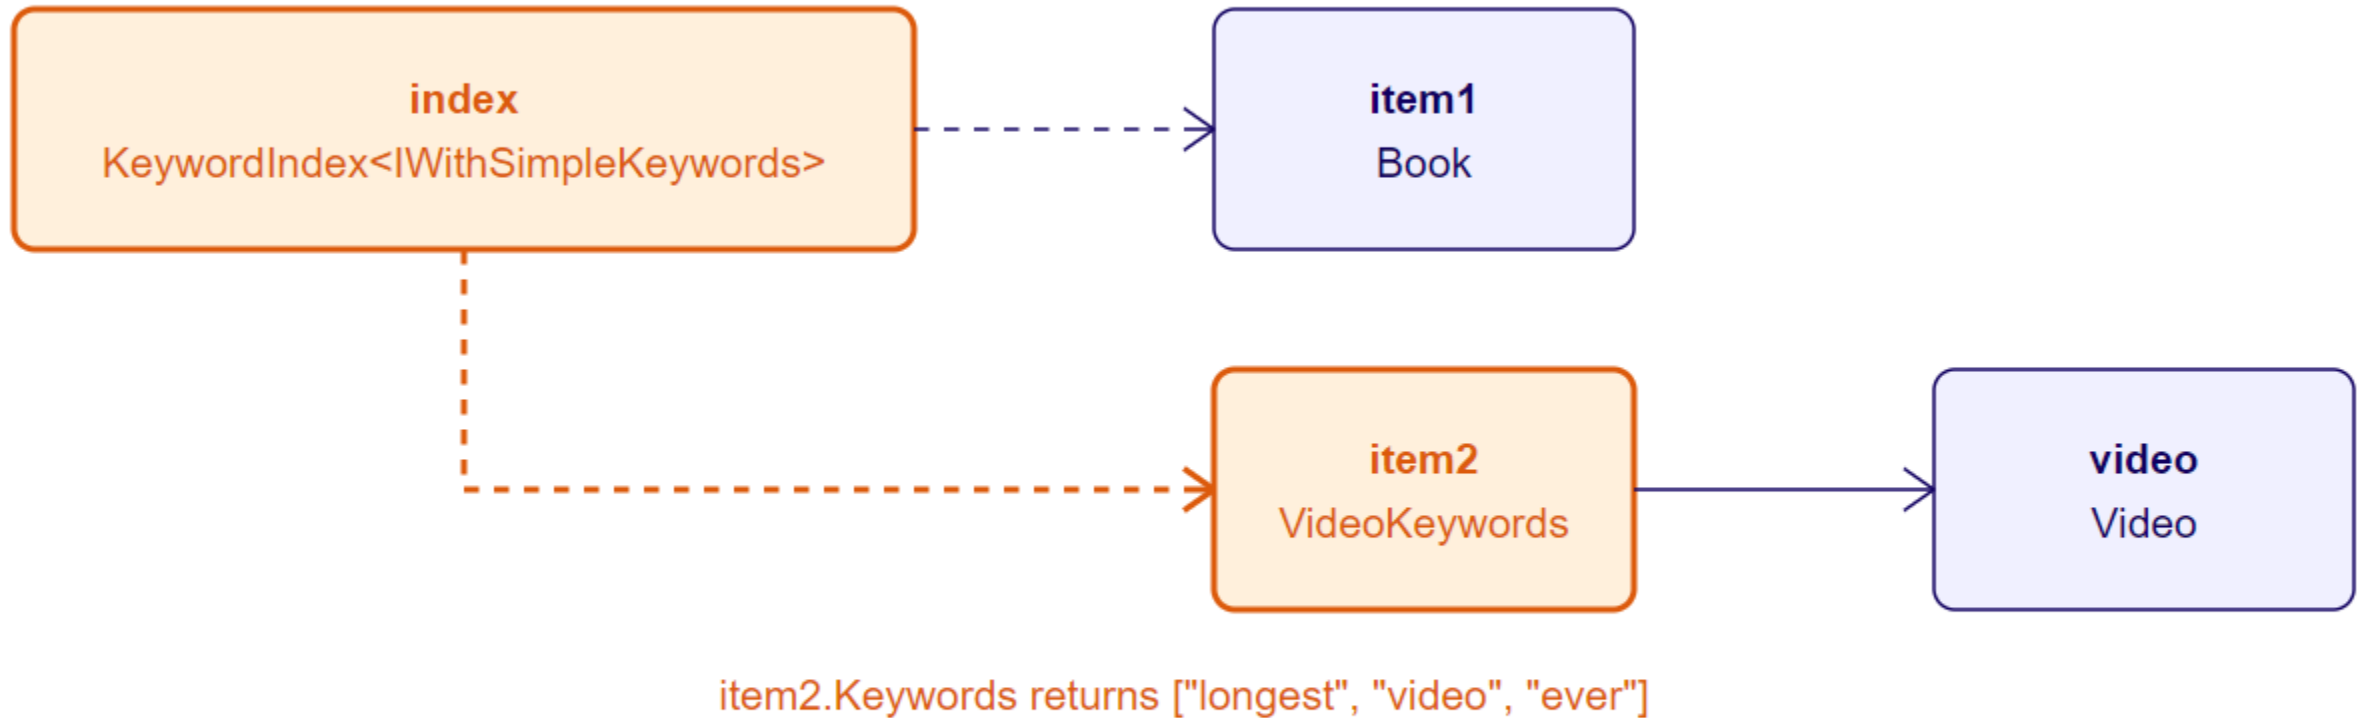 index
KeywordIndex<IWithSimpleKeywords>
item1
Book
item2
VideoKeywords
video
Video
item2.Keywords returns ["longest", "video", "ever"]